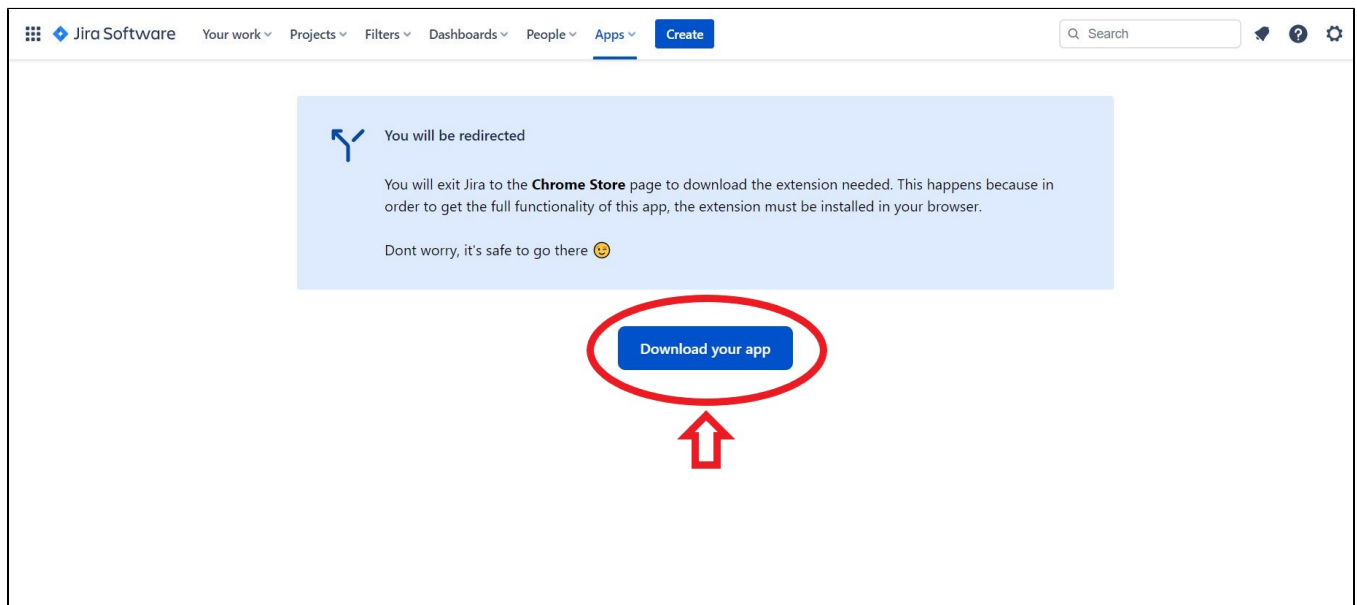 Jira Software Your work Projects Filters Dashboards People Apps Create Search
You will be redirected
You will exit Jira to the Chrome Store page to download the extension needed. This happens because in
order to get the full functionality of this app, the extension must be installed in your browser.
Dont worry, it's safe to go there 😉
Download your app